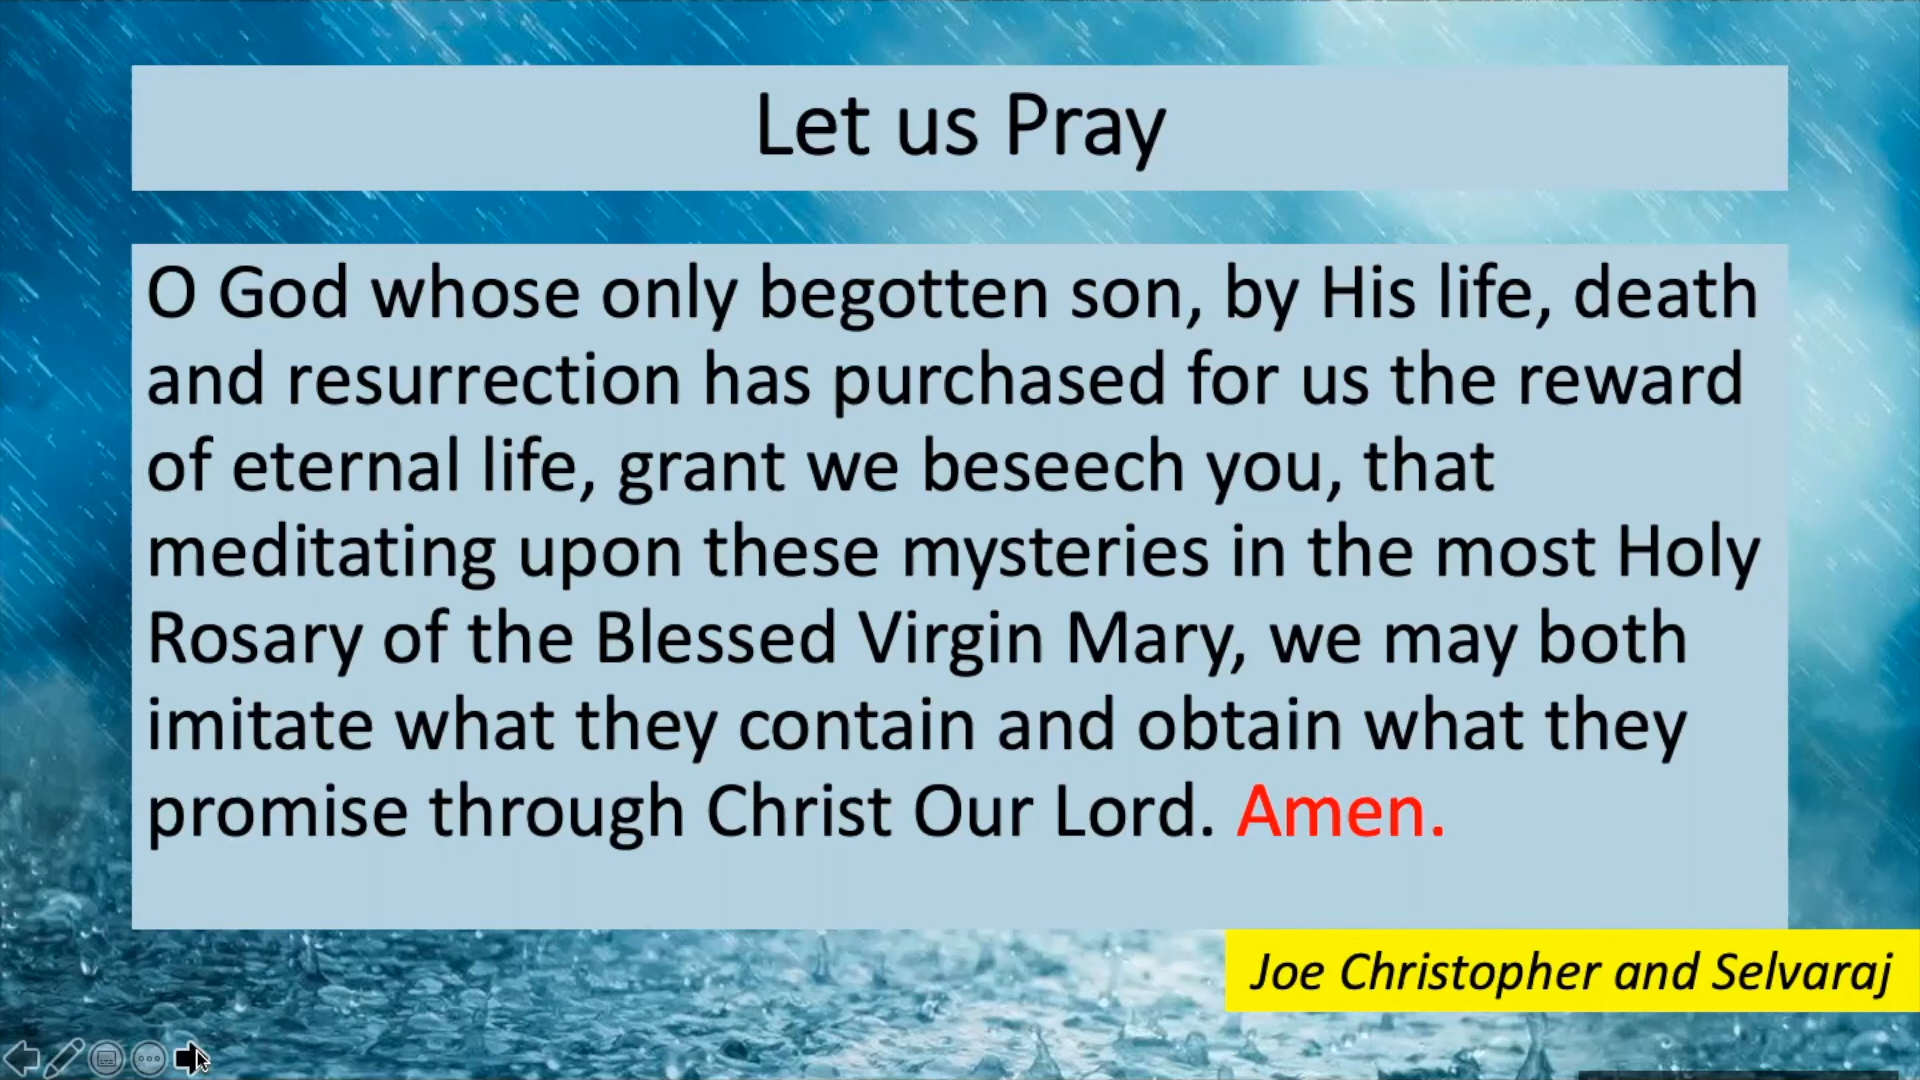 Let us Pray
O God whose only begotten son, by His life, death
and resurrection has purchased for us the reward
of eternal life, grant we beseech you, that
meditating upon these mysteries in the most Holy
Rosary of the Blessed Virgin Mary, we may both
imitate what they contain and obtain what they
promise through Christ Our Lord. Amen.
Joe Christopher and Selvaraj